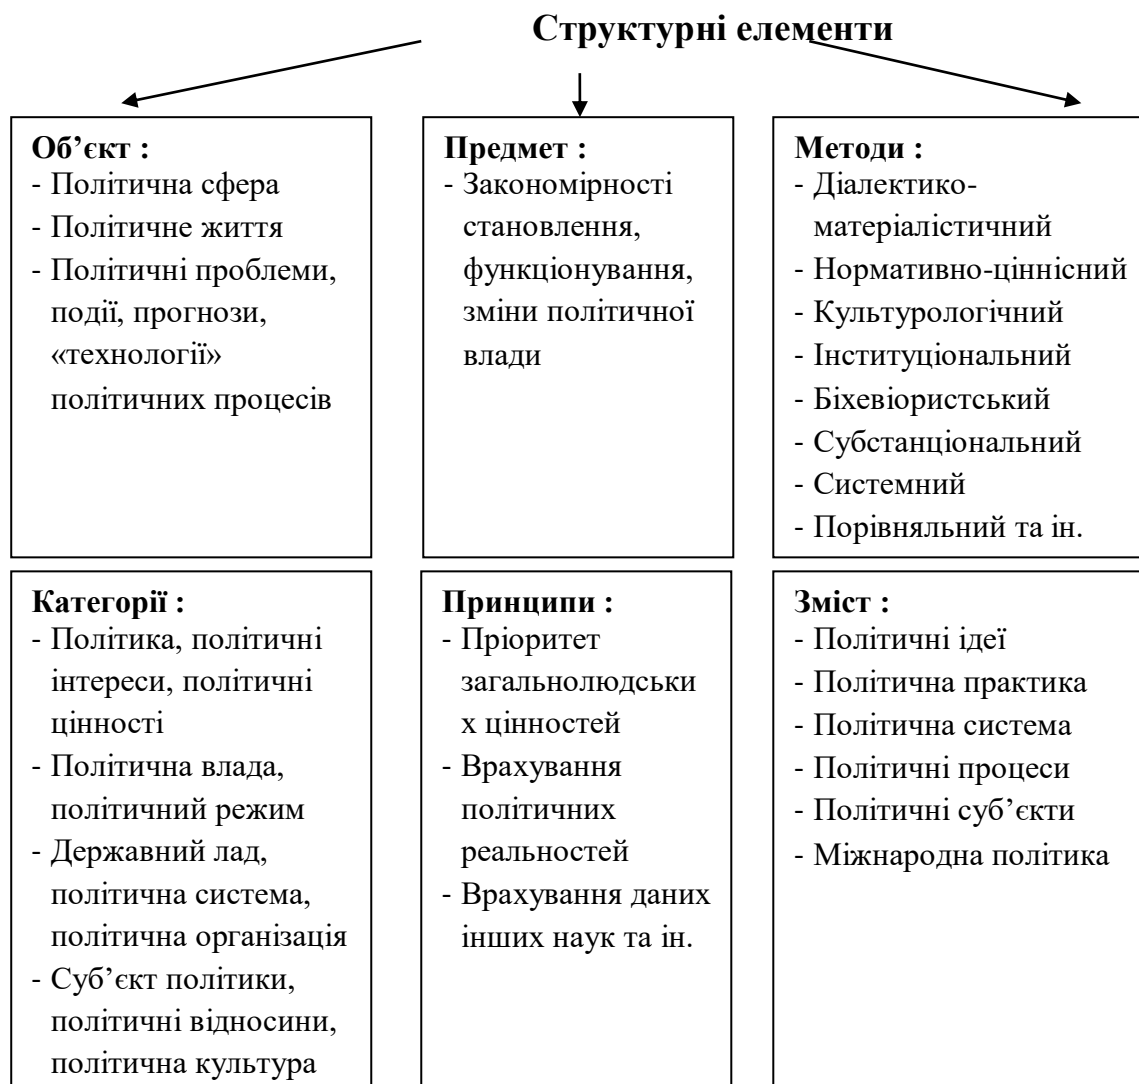 Структурні елементи
Об’єкт :
- Політична сфера
- Політичне життя
- Політичні проблеми,
події, прогнози,
«технології»
політичних процесів
Предмет :
- Закономірності
становлення,
функціонування,
зміни політичної
влади
Методи :
- Діалектико-
матеріалістичний
- Нормативно-ціннісний
- Культурологічний
- Інституціональний
- Біхевіористський
- Субстанціональний
- Системний
- Порівняльний та ін.
Категорії :
- Політика, політичні
інтереси, політичні
цінності
- Політична влада,
політичний режим
- Державний лад,
політична система,
політична організація
- Суб’єкт політики,
політичні відносини,
політична культура
Принципи :
- Пріоритет
загальнолюдськи
х цінностей
- Врахування
політичних
реальностей
- Врахування даних
інших наук та ін.
Зміст :
- Політичні ідеї
- Політична практика
- Політична система
- Політичні процеси
- Політичні суб’єкти
- Міжнародна політика